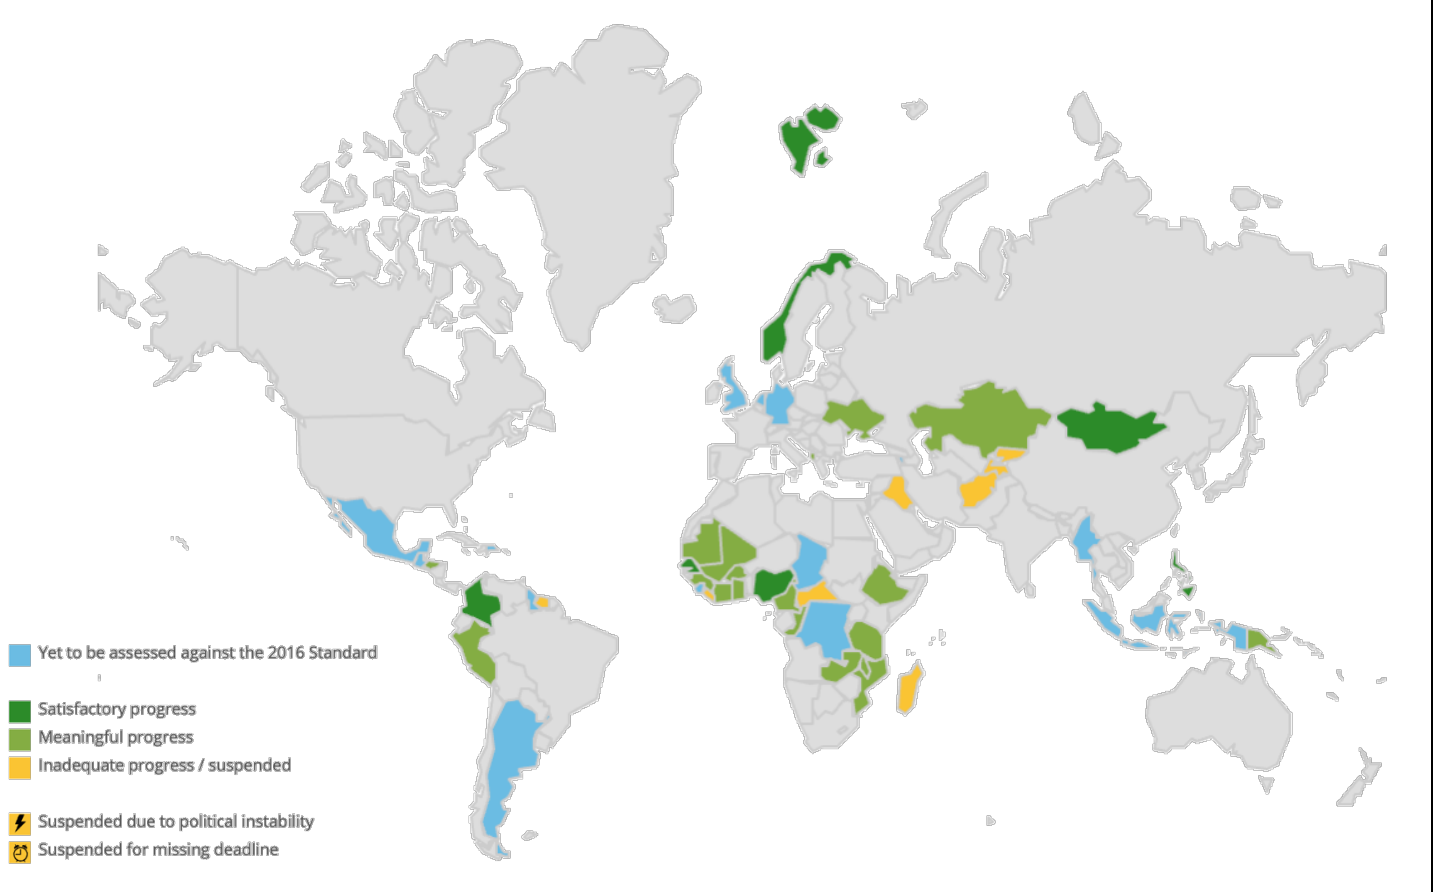 Yet to be assessed against the 2016 Standard
Satisfactory progress
Meaningful progress
Inadequate progress / suspended
Suspended due to political instability
Suspended for missing deadline